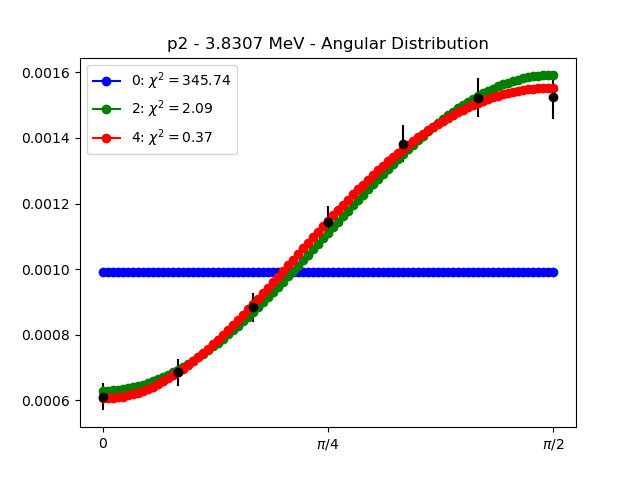 p2 - 3.8307 MeV - Angular Distribution
0: χ² = 345.74
2: χ² = 2.09
4: χ² = 0.37
0.0016
0.0014
0.0012
0.0010
0.0008
0.0006
0
π/4
π/2